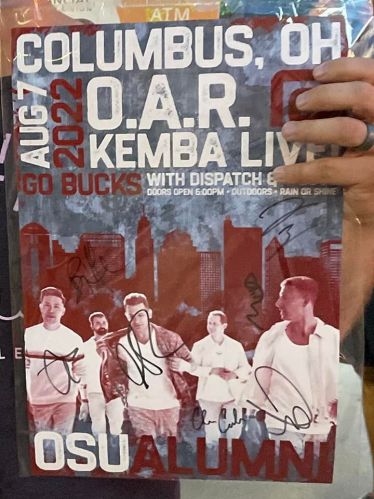 ATM
COLUMBUS, OH
AUG 7
2022
O.A.R.
KEMBA LIVE!
GO BUCKS
WITH DISPATCH &
DOORS OPEN 6:00PM • OUTDOORS • RAIN OR SHINE
OSU ALUMNI